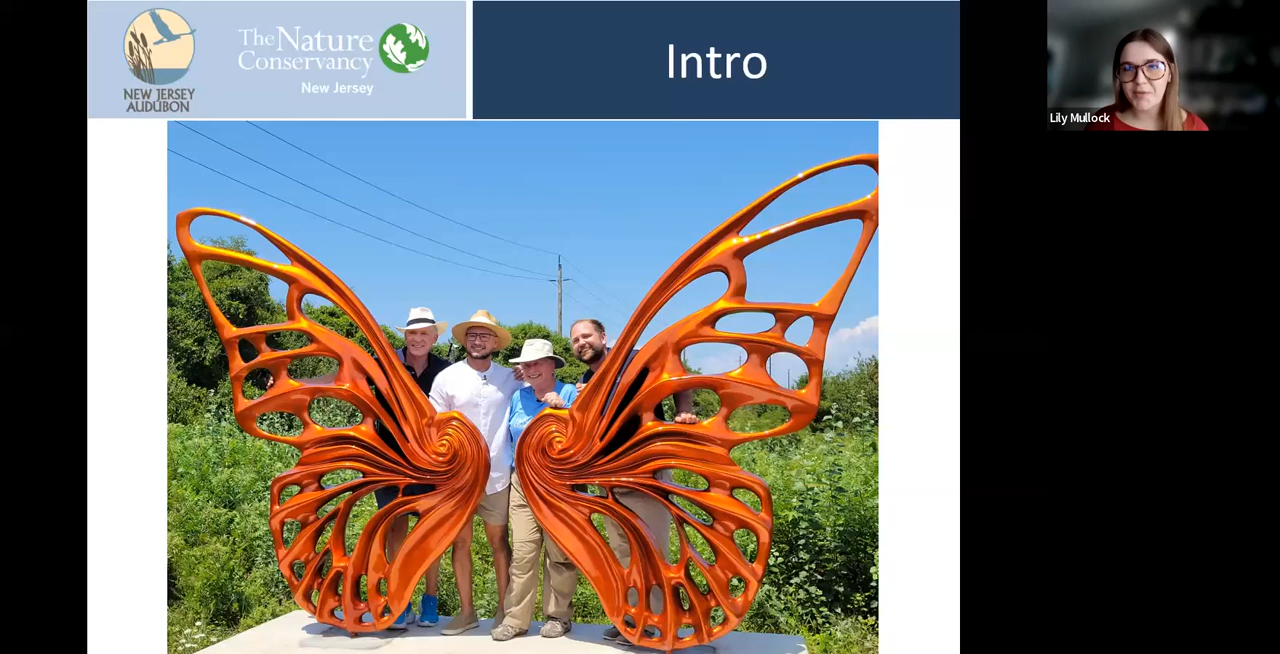 NEW JERSEY
AUDUBON
The Nature
Conservancy
New Jersey
Intro
Lily Mullock